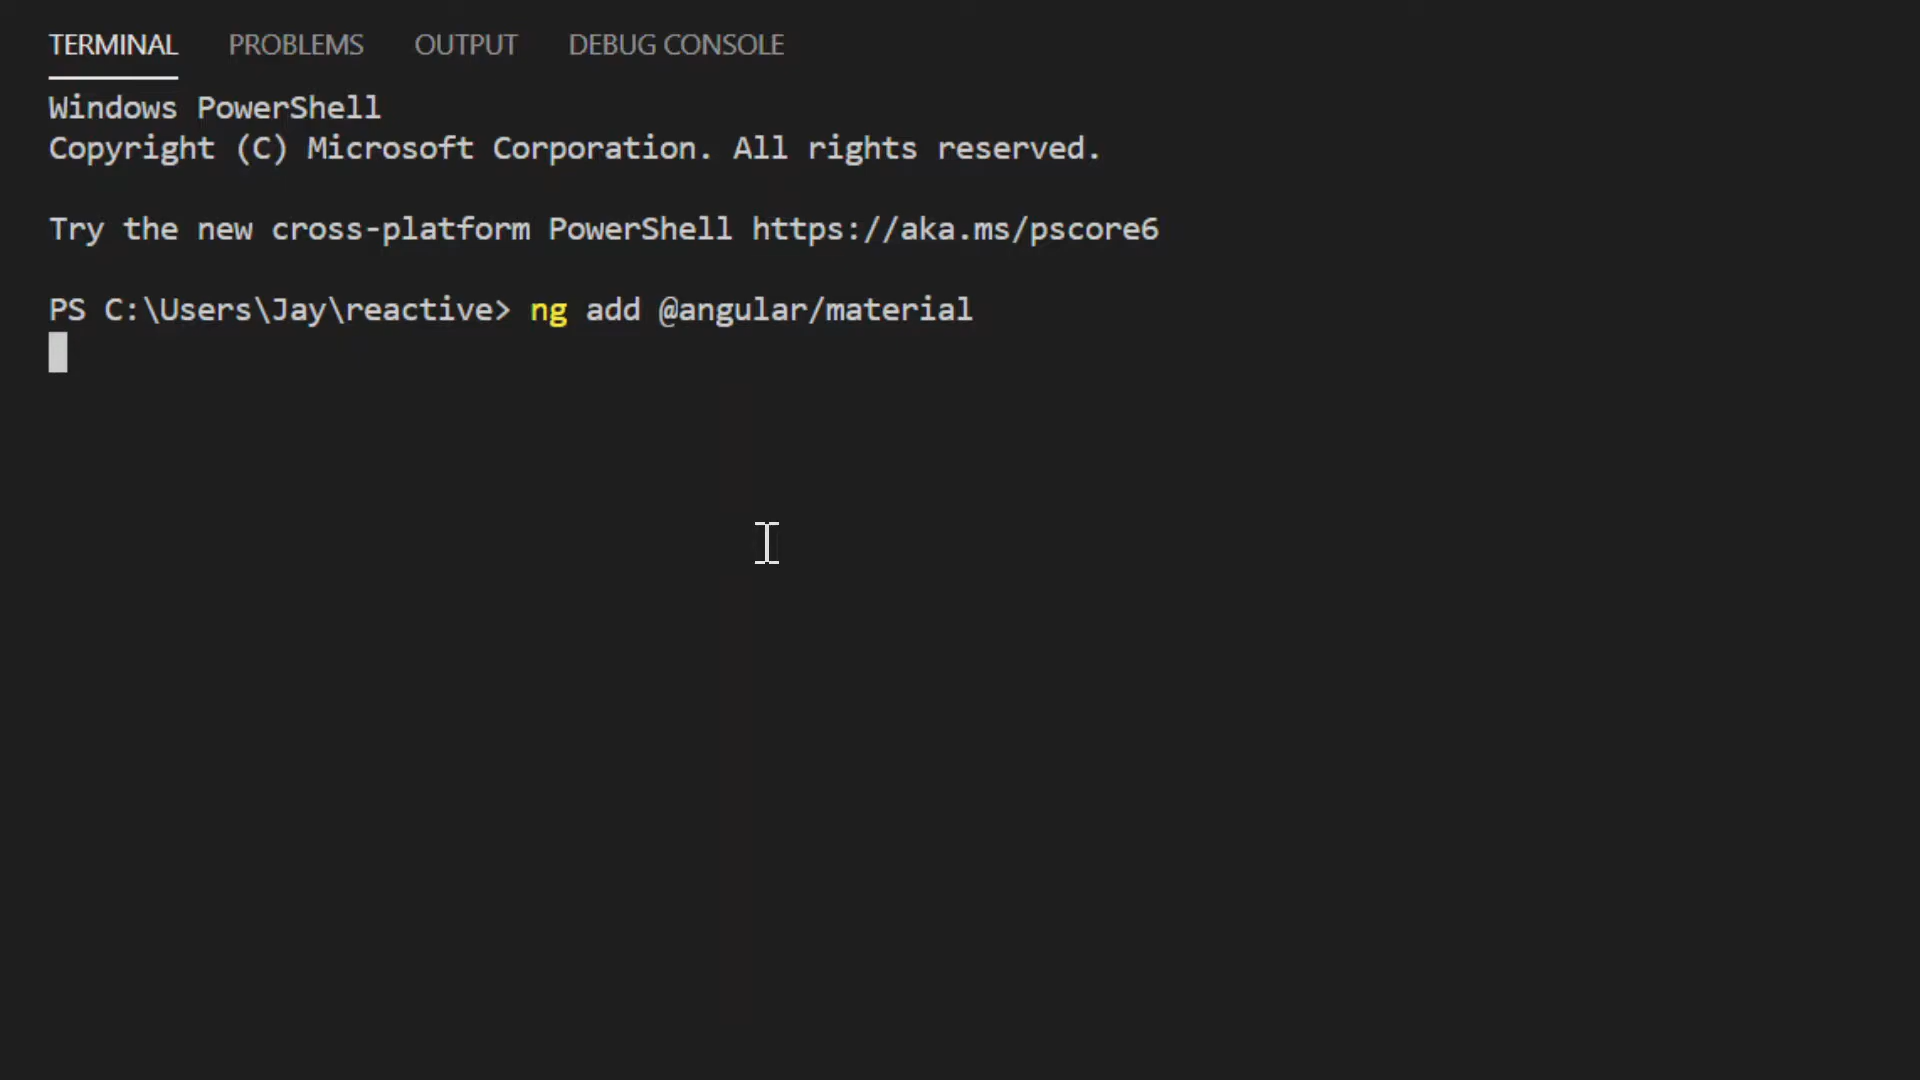 TERMINAL PROBLEMS OUTPUT DEBUG CONSOLE
Windows PowerShell
Copyright (C) Microsoft Corporation. All rights reserved.
Try the new cross-platform PowerShell https://aka.ms/pscore6
PS C:\Users\Jay\reactive> ng add @angular/material